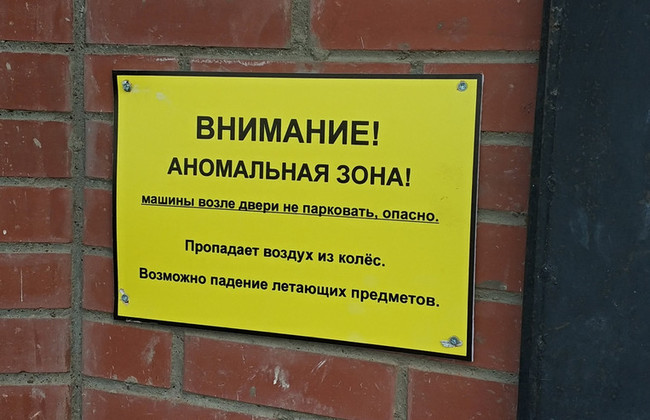 ВНИМАНИЕ!
АНОМАЛЬНАЯ ЗОНА!
машины возле двери не парковать, опасно.
Пропадает воздух из колёс.
Возможно падение летающих предметов.